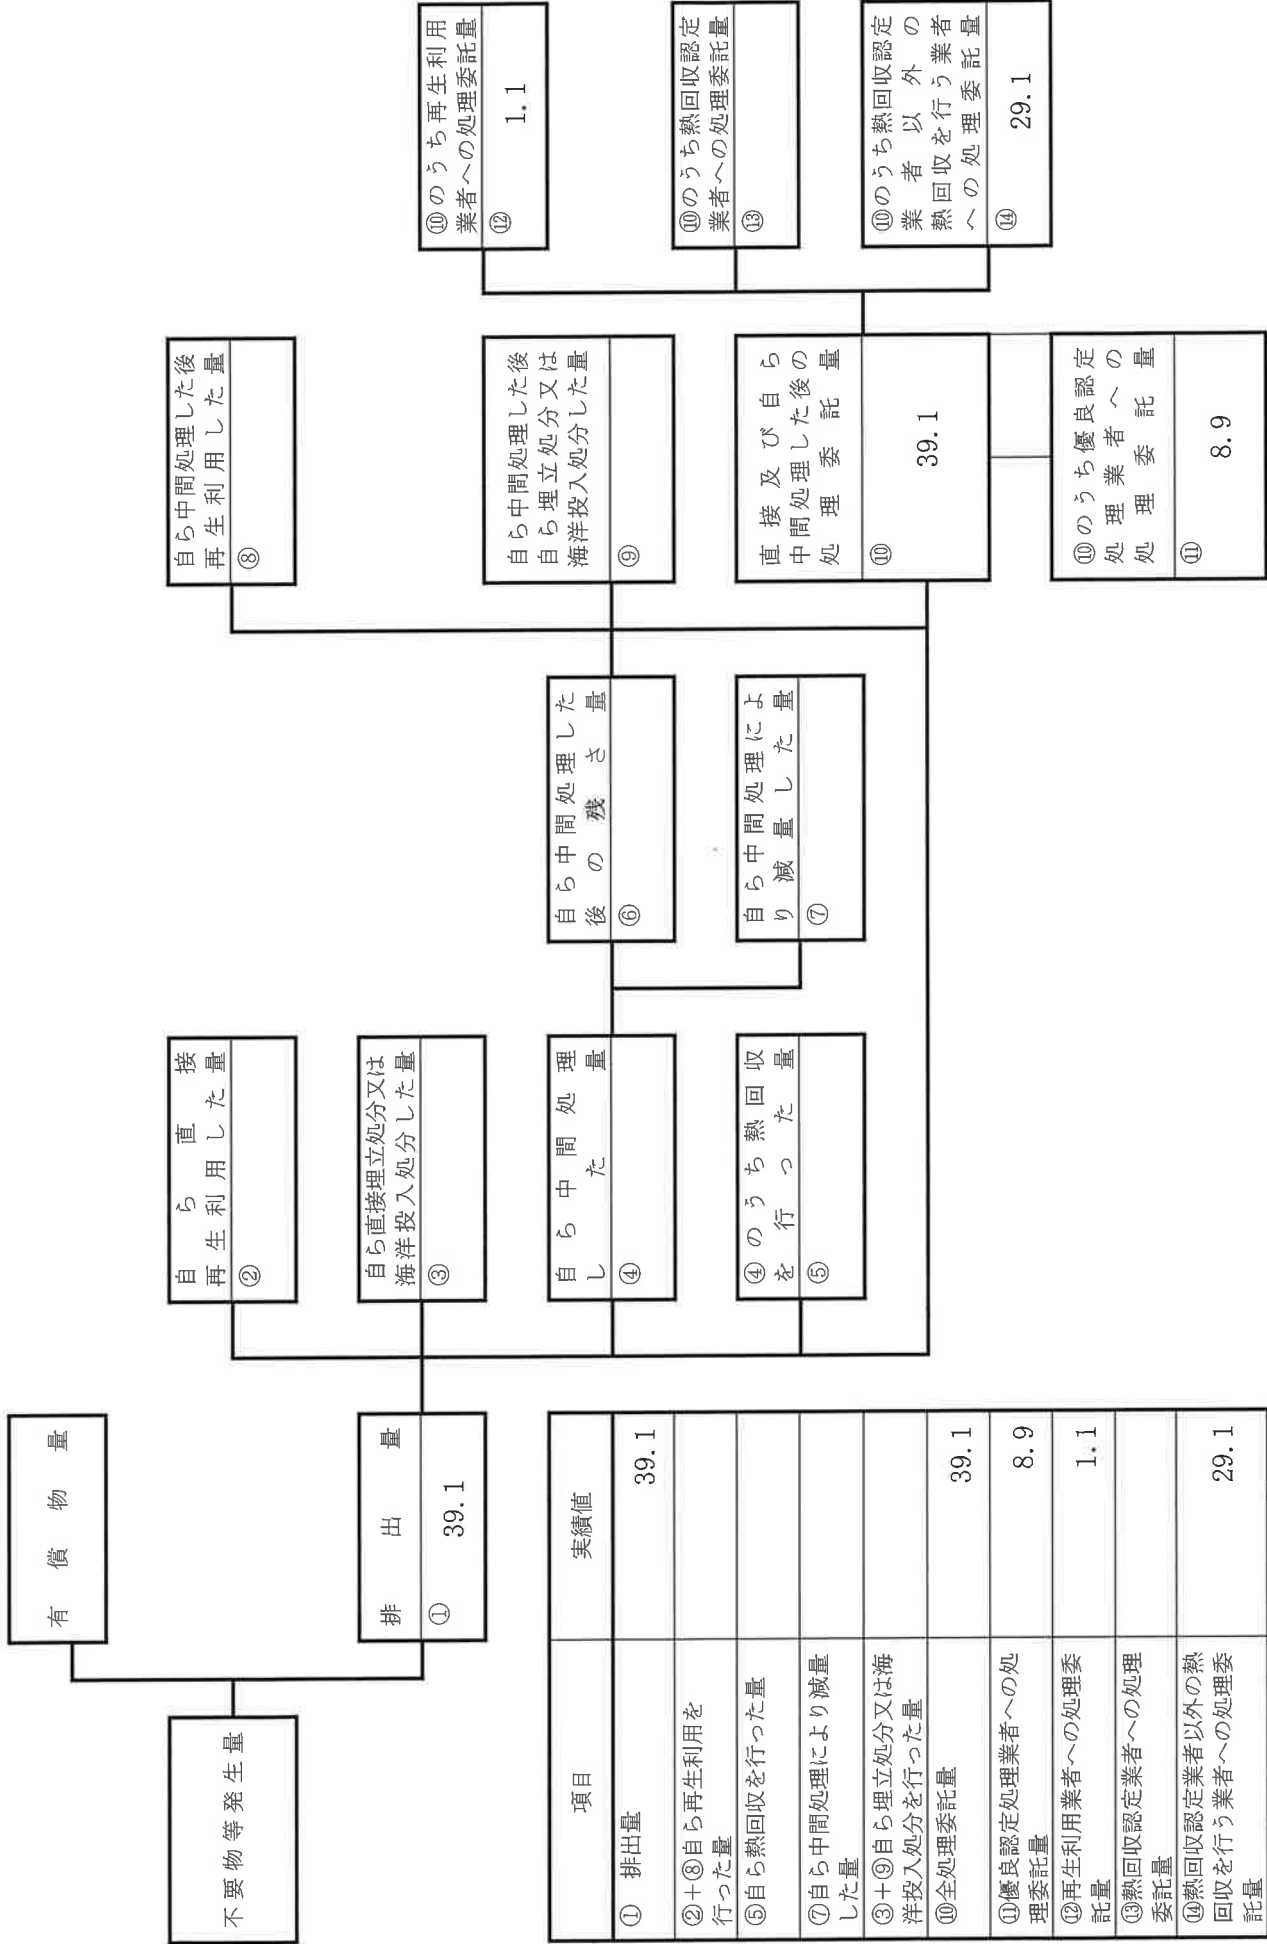 不要物等発生量
有償物量
排出量
①
39.1
自ら直接
再生利用した量
②
自ら直接埋立処分又は
海洋投入処分した量
③
自ら中間処理
した量
④
④のうち熱回収
を行った量
⑤
自ら中間処理した
後の残さ量
⑥
自ら中間処理によ
り減量した量
⑦
自ら中間処理した後
再生利用した量
⑧
自ら中間処理した後
自ら埋立処分又は
海洋投入処分した量
⑨
直接及び自ら
中間処理した後の
処理委託量
⑩
39.1
⑩のうち優良認定
処理業者への
処理委託量
⑪
8.9
⑩のうち再生利用
業者への処理委託量
⑫
1.1
⑩のうち熱回収認定
業者への処理委託量
⑬
⑩のうち熱回収認定
業者以外の
熱回収を行う業者
への処理委託量
⑭
29.1
項目 実績値
① 排出量 39.1
②+⑧自ら再生利用を
行った量
⑤自ら熱回収を行った量
⑦自ら中間処理により減量
した量
③+⑨自ら埋立処分又は海
洋投入処分を行った量
⑩全処理委託量 39.1
⑪優良認定処理業者への処
理委託量 8.9
⑫再生利用業者への処理委
託量 1.1
⑬熱回収認定業者への処理
委託量
⑭熱回収認定業者以外の熱
回収を行う業者への処理委
託量 29.1